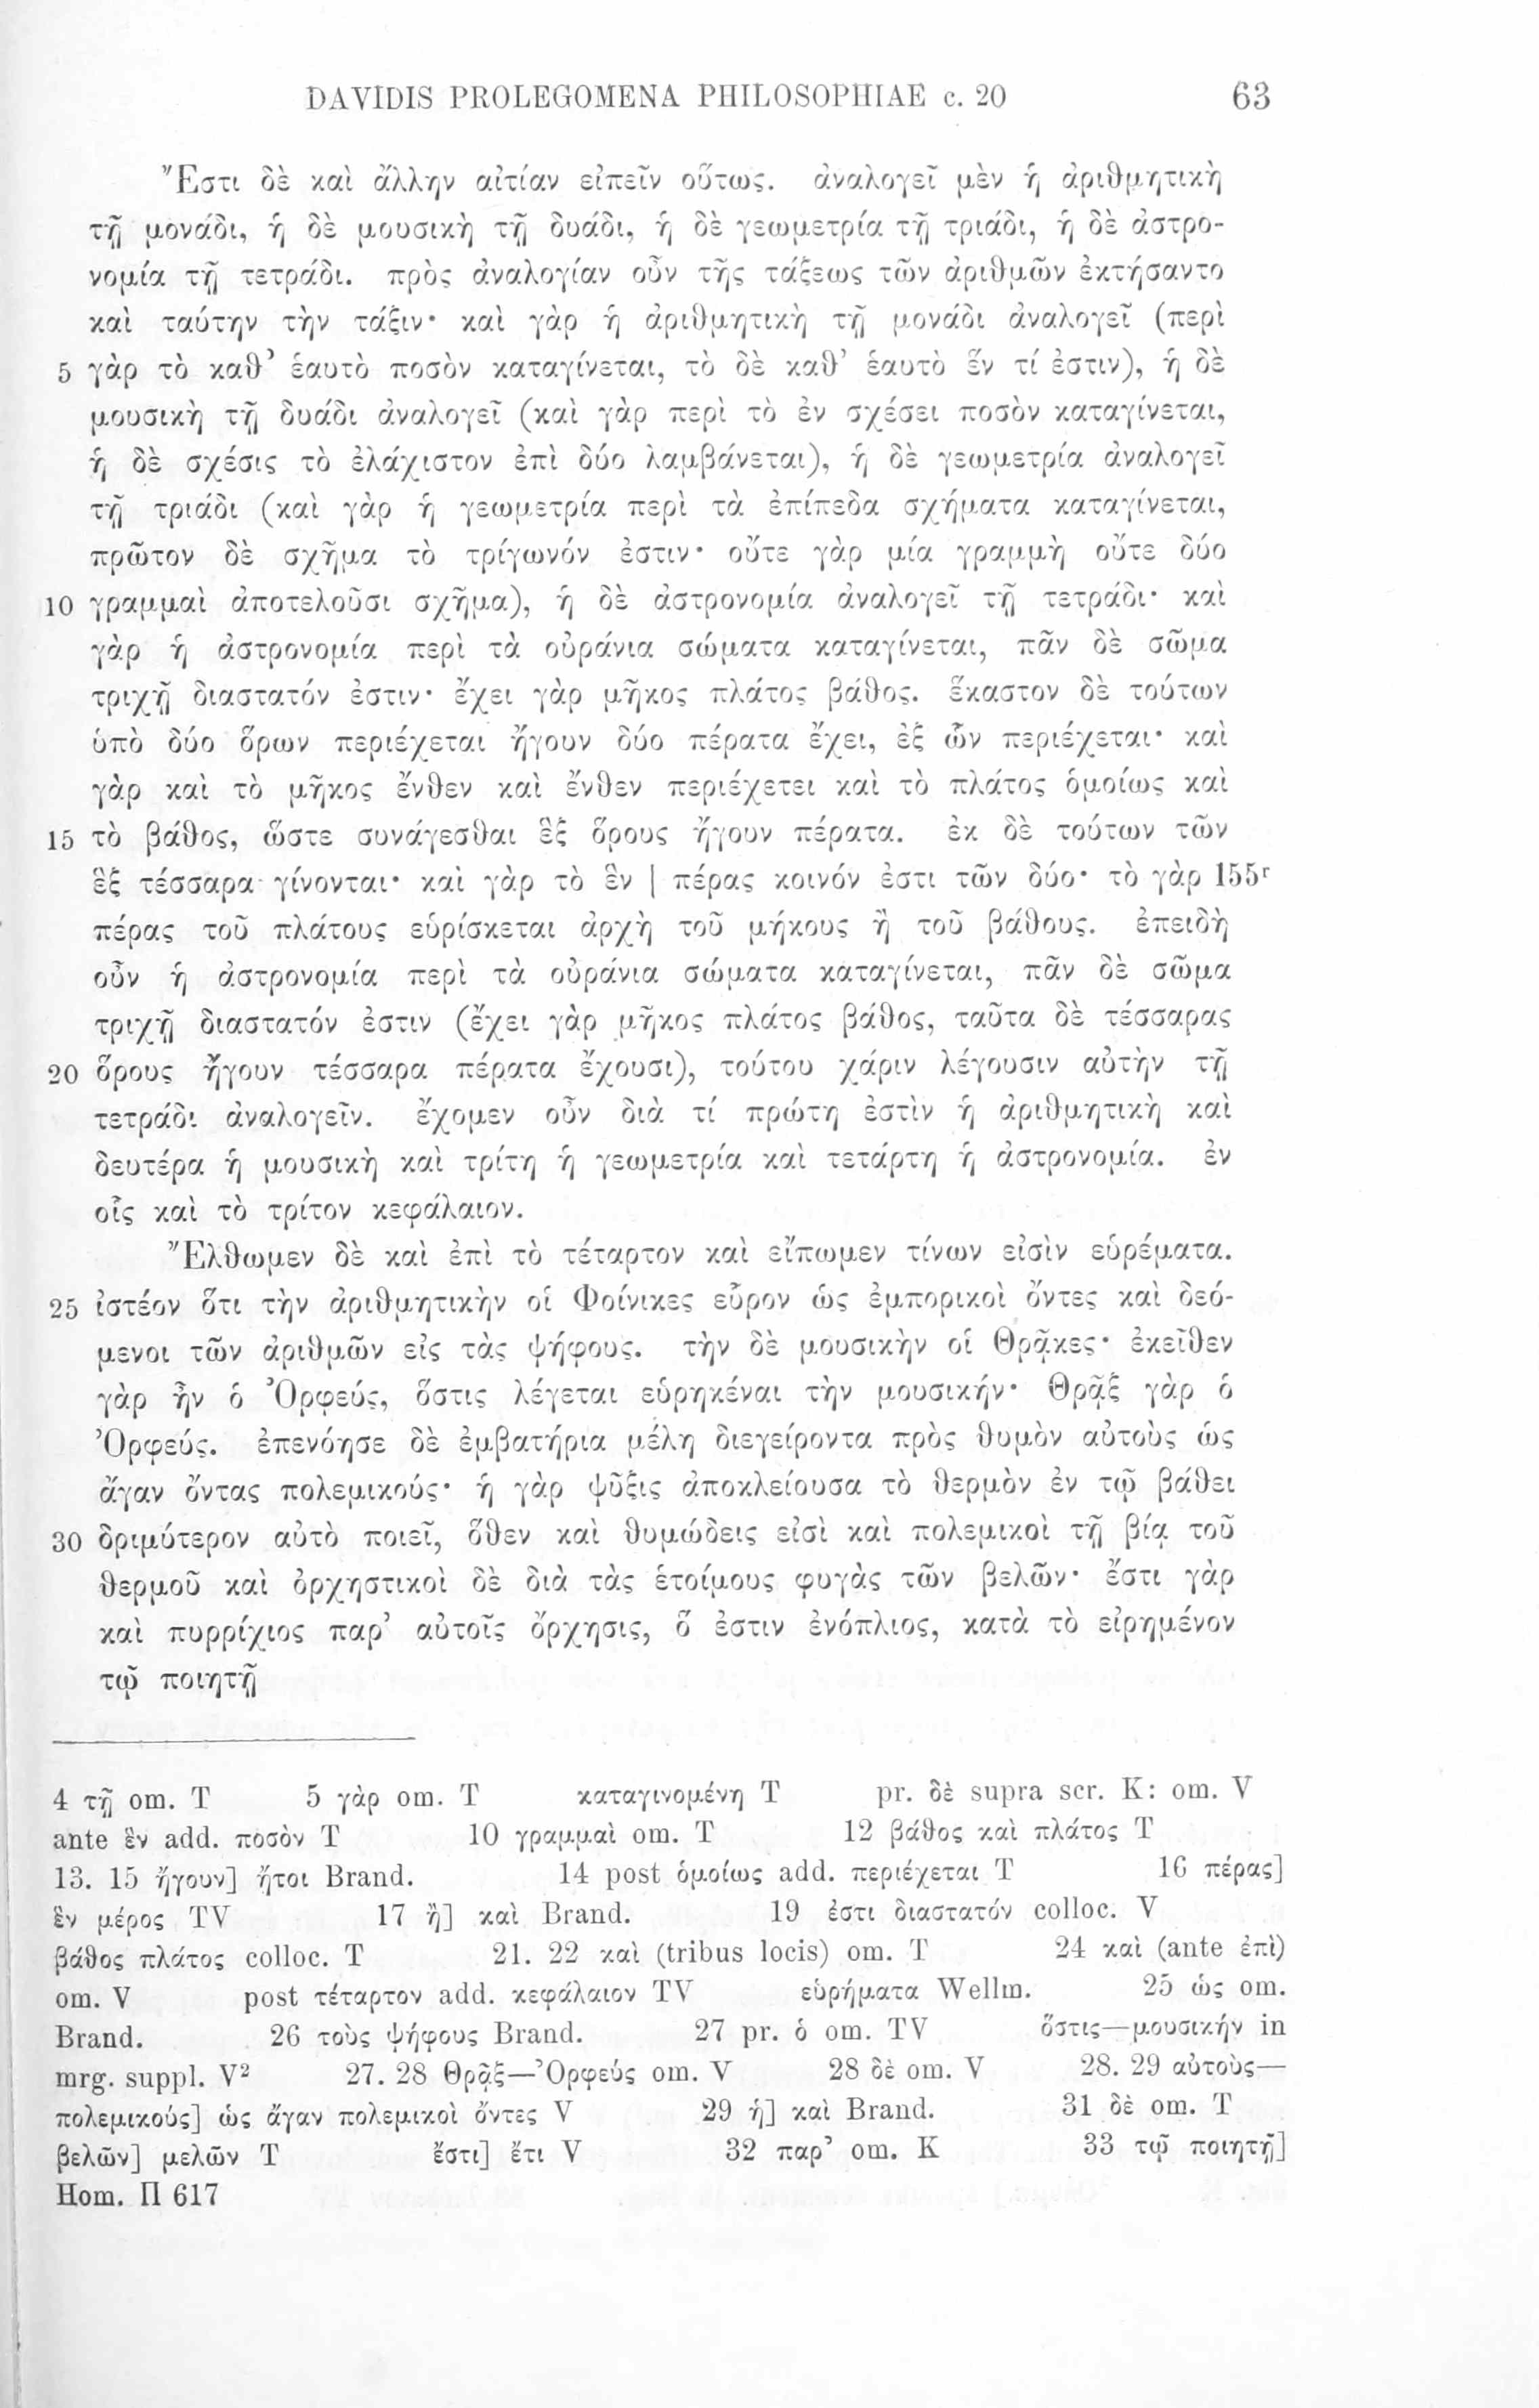 DAVIDIS PROLEGOMENA PHILOSOPHIAE c. 20 63
Ἔστι δὲ καὶ ἄλλην αἰτίαν εἰπεῖν οὕτως. ἀναλογεῖ μὲν ἡ ἀριθμητικὴ
τῇ μονάδι, ἡ δὲ μουσικὴ τῇ δυάδι, ἡ δὲ γεωμετρία τῇ τριάδι, ἡ δὲ ἀστρο-
νομία τῇ τετράδι. πρὸς ἀναλογίαν οὖν τῆς τάξεως τῶν ἀριθμῶν ἐκτήσαντο
καὶ ταύτην τὴν τάξιν· καὶ γὰρ ἡ ἀριθμητικὴ τῇ μονάδι ἀναλογεῖ (περὶ
5 γὰρ τὸ καθ’ ἑαυτὸ ποσὸν καταγίνεται, τὸ δὲ καθ’ ἑαυτὸ ἕν τί ἐστιν), ἡ δὲ
μουσικὴ τῇ δυάδι ἀναλογεῖ (καὶ γὰρ περὶ τὸ ἐν σχέσει ποσὸν καταγίνεται,
ἡ δὲ σχέσις τὸ ἐλάχιστον ἐπὶ δύο λαμβάνεται), ἡ δὲ γεωμετρία ἀναλογεῖ
τῇ τριάδι (καὶ γὰρ ἡ γεωμετρία περὶ τὰ ἐπίπεδα σχήματα καταγίνεται,
πρῶτον δὲ σχῆμα τὸ τρίγωνόν ἐστιν· οὔτε γὰρ μία γραμμὴ οὔτε δύο
10 γραμμαὶ ἀποτελοῦσι σχῆμα), ἡ δὲ ἀστρονομία ἀναλογεῖ τῇ τετράδι· καὶ
γὰρ ἡ ἀστρονομία περὶ τὰ οὐράνια σώματα καταγίνεται, πᾶν δὲ σῶμα
τριχῇ διαστατόν ἐστιν· ἔχει γὰρ μῆκος πλάτος βάθος. ἕκαστον δὲ τούτων
ὑπὸ δύο ὅρων περιέχεται ἤγουν δύο πέρατα ἔχει, ἐξ ὧν περιέχεται· καὶ
γὰρ καὶ τὸ μῆκος ἔνθεν καὶ ἔνθεν περιέχετει καὶ τὸ πλάτος ὁμοίως καὶ
15 τὸ βάθος, ὥστε συνάγεσθαι ἓξ ὅρους ἤγουν πέρατα. ἐκ δὲ τούτων τῶν
ἓξ τέσσαρα γίνονται· καὶ γὰρ τὸ ἓν | πέρας κοινόν ἐστι τῶν δύο· τὸ γὰρ 155ʳ
πέρας τοῦ πλάτους εὑρίσκεται ἀρχὴ τοῦ μήκους ἢ τοῦ βάθους. ἐπειδὴ
οὖν ἡ ἀστρονομία περὶ τὰ οὐράνια σώματα καταγίνεται, πᾶν δὲ σῶμα
τριχῇ διαστατόν ἐστιν (ἔχει γὰρ μῆκος πλάτος βάθος, ταῦτα δὲ τέσσαρας
20 ὅρους ἤγουν τέσσαρα πέρατα ἔχουσι), τούτου χάριν λέγουσιν αὐτὴν τῇ
τετράδι ἀναλογεῖν. ἔχομεν οὖν διὰ τί πρώτη ἐστὶν ἡ ἀριθμητικὴ καὶ
δευτέρα ἡ μουσικὴ καὶ τρίτη ἡ γεωμετρία καὶ τετάρτη ἡ ἀστρονομία. ἐν
οἷς καὶ τὸ τρίτον κεφάλαιον.
Ἔλθωμεν δὲ καὶ ἐπὶ τὸ τέταρτον καὶ εἴπωμεν τίνων εἰσὶν εὑρέματα.
25 ἰστέον ὅτι τὴν ἀριθμητικὴν οἱ Φοίνικες εὗρον ὡς ἐμπορικοὶ ὄντες καὶ δεό-
μενοι τῶν ἀριθμῶν εἰς τὰς ψήφους. τὴν δὲ μουσικὴν οἱ Θρᾷκες· ἐκεῖθεν
γὰρ ἦν ὁ Ὀρφεύς, ὅστις λέγεται εὑρηκέναι τὴν μουσικήν· Θρᾷξ γὰρ ὁ
Ὀρφεύς. ἐπενόησε δὲ ἐμβατήρια μέλη διεγείροντα πρὸς θυμὸν αὐτοὺς ὡς
ἄγαν ὄντας πολεμικούς· ἡ γὰρ ψῦξις ἀποκλείουσα τὸ θερμὸν ἐν τῷ βάθει
30 δριμύτερον αὐτὸ ποιεῖ, ὅθεν καὶ θυμώδεις εἰσὶ καὶ πολεμικοὶ τῇ βίᾳ τοῦ
θερμοῦ καὶ ὀρχηστικοὶ δὲ διὰ τὰς ἑτοίμους φυγὰς τῶν βελῶν· ἔστι γὰρ
καὶ πυρρίχιος παρ’ αὐτοῖς ὄρχησις, ὅ ἐστιν ἐνόπλιος, κατὰ τὸ εἰρημένον
τῷ ποιητῇ
4 τῇ om. T 5 γὰρ om. T καταγινομένη T pr. δὲ supra scr. K: om. V
ante ἓν add. ποσὸν T 10 γραμμαὶ om. T 12 βάθος καὶ πλάτος T
13. 15 ἤγουν] ἤτοι Brand. 14 post ὁμοίως add. περιέχεται T 16 πέρας]
ἓν μέρος TV 17 ἢ] καὶ Brand. 19 ἐστι διαστατόν colloc. V
βάθος πλάτος colloc. T 21. 22 καὶ (tribus locis) om. T 24 καὶ (ante ἐπὶ)
om. V post τέταρτον add. κεφάλαιον TV εὑρήματα Wellm. 25 ὡς om.
Brand. 26 τοὺς ψήφους Brand. 27 pr. ὁ om. TV ὅστις—μουσικήν in
mrg. suppl. V² 27. 28 Θρᾷξ—Ὀρφεύς om. V 28 δὲ om. V 28. 29 αὐτοὺς—
πολεμικούς] ὡς ἄγαν πολεμικοὶ ὄντες V 29 ἡ] καὶ Brand. 31 δὲ om. T
βελῶν] μελῶν T ἔστι] ἔτι V 32 παρ’ om. K 33 τῷ ποιητῇ]
Hom. Π 617